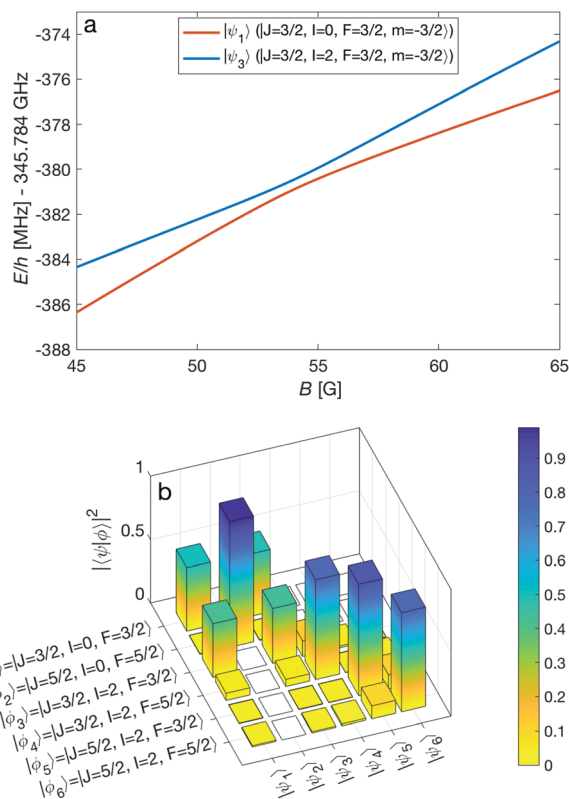 a
|ψ₁⟩ (|J=3/2, I=0, F=3/2, m=-3/2⟩)
|ψ₃⟩ (|J=3/2, I=2, F=3/2, m=-3/2⟩)
-374
-376
-378
-380
-382
-384
-386
-388
E/h [MHz] - 345.784 GHz
45
50
55
60
65
B [G]
b
1
0.5
0
|⟨ψ|ϕ⟩|²
⟩=|J=3/2, I=0, F=3/2⟩
₂⟩=|J=5/2, I=0, F=5/2⟩
|ϕ₃⟩=|J=3/2, I=2, F=3/2⟩
|ϕ₄⟩=|J=3/2, I=2, F=5/2⟩
|ϕ₅⟩=|J=5/2, I=2, F=3/2⟩
|ϕ₆⟩=|J=5/2, I=2, F=5/2⟩
|ψ₁⟩
|ψ₂⟩
|ψ₃⟩
|ψ₄⟩
|ψ₅⟩
|ψ₆⟩
0.9
0.8
0.7
0.6
0.5
0.4
0.3
0.2
0.1
0